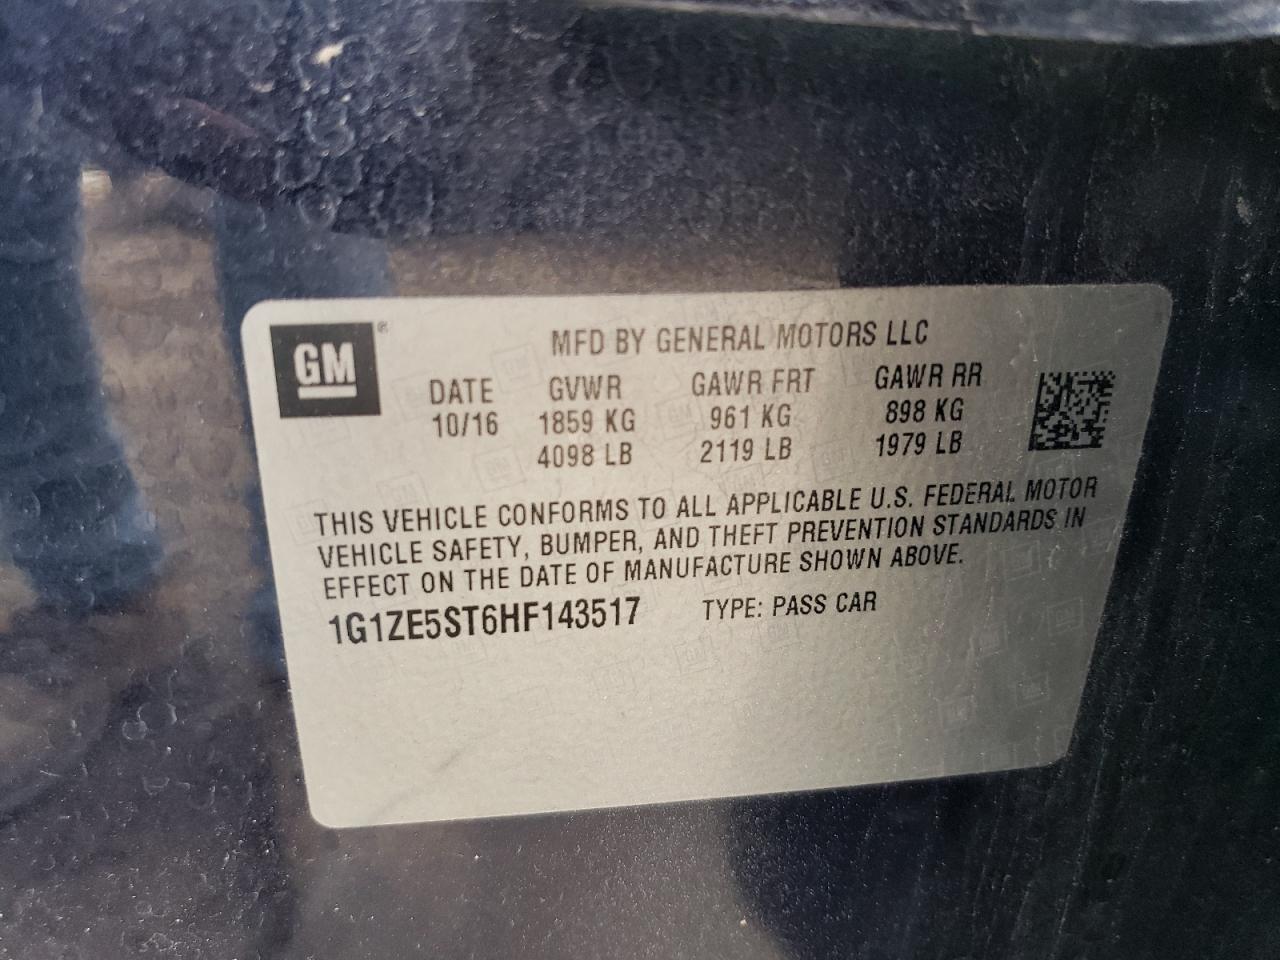 GM ®
MFD BY GENERAL MOTORS LLC
DATE GVWR GAWR FRT GAWR RR
10/16 1859 KG 961 KG 898 KG
4098 LB 2119 LB 1979 LB
THIS VEHICLE CONFORMS TO ALL APPLICABLE U.S. FEDERAL MOTOR
VEHICLE SAFETY, BUMPER, AND THEFT PREVENTION STANDARDS IN
EFFECT ON THE DATE OF MANUFACTURE SHOWN ABOVE.
1G1ZE5ST6HF143517 TYPE: PASS CAR